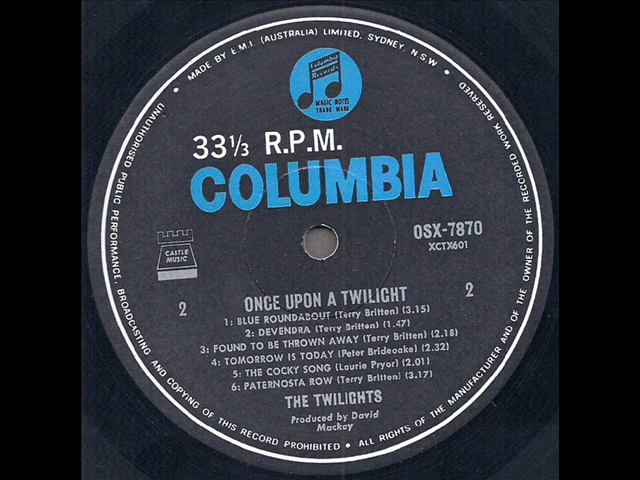 MADE BY E.M.I. (AUSTRALIA) LIMITED, SYDNEY, N.S.W.
UNAUTHORISED PUBLIC PERFORMANCE, BROADCASTING AND COPYING OF THIS RECORD PROHIBITED • ALL RIGHTS OF THE MANUFACTURER AND OF THE OWNER OF THE RECORDED WORK RESERVED
Columbia
Records
MAGIC NOTES
TRADE MARK
33⅓ R.P.M.
COLUMBIA
OSX-7870
XCTX601
CASTLE
MUSIC
2
2
ONCE UPON A TWILIGHT
1: BLUE ROUNDABOUT (Terry Britten) (3.15)
2: DEVENDRA (Terry Britten) (1.47)
3: FOUND TO BE THROWN AWAY (Terry Britten) (2.18)
4: TOMORROW IS TODAY (Peter Brideoake) (2.32)
5: THE COCKY SONG (Laurie Pryor) (2.01)
6: PATERNOSTA ROW (Terry Britten) (3.17)
THE TWILIGHTS
Produced by David
Mackay